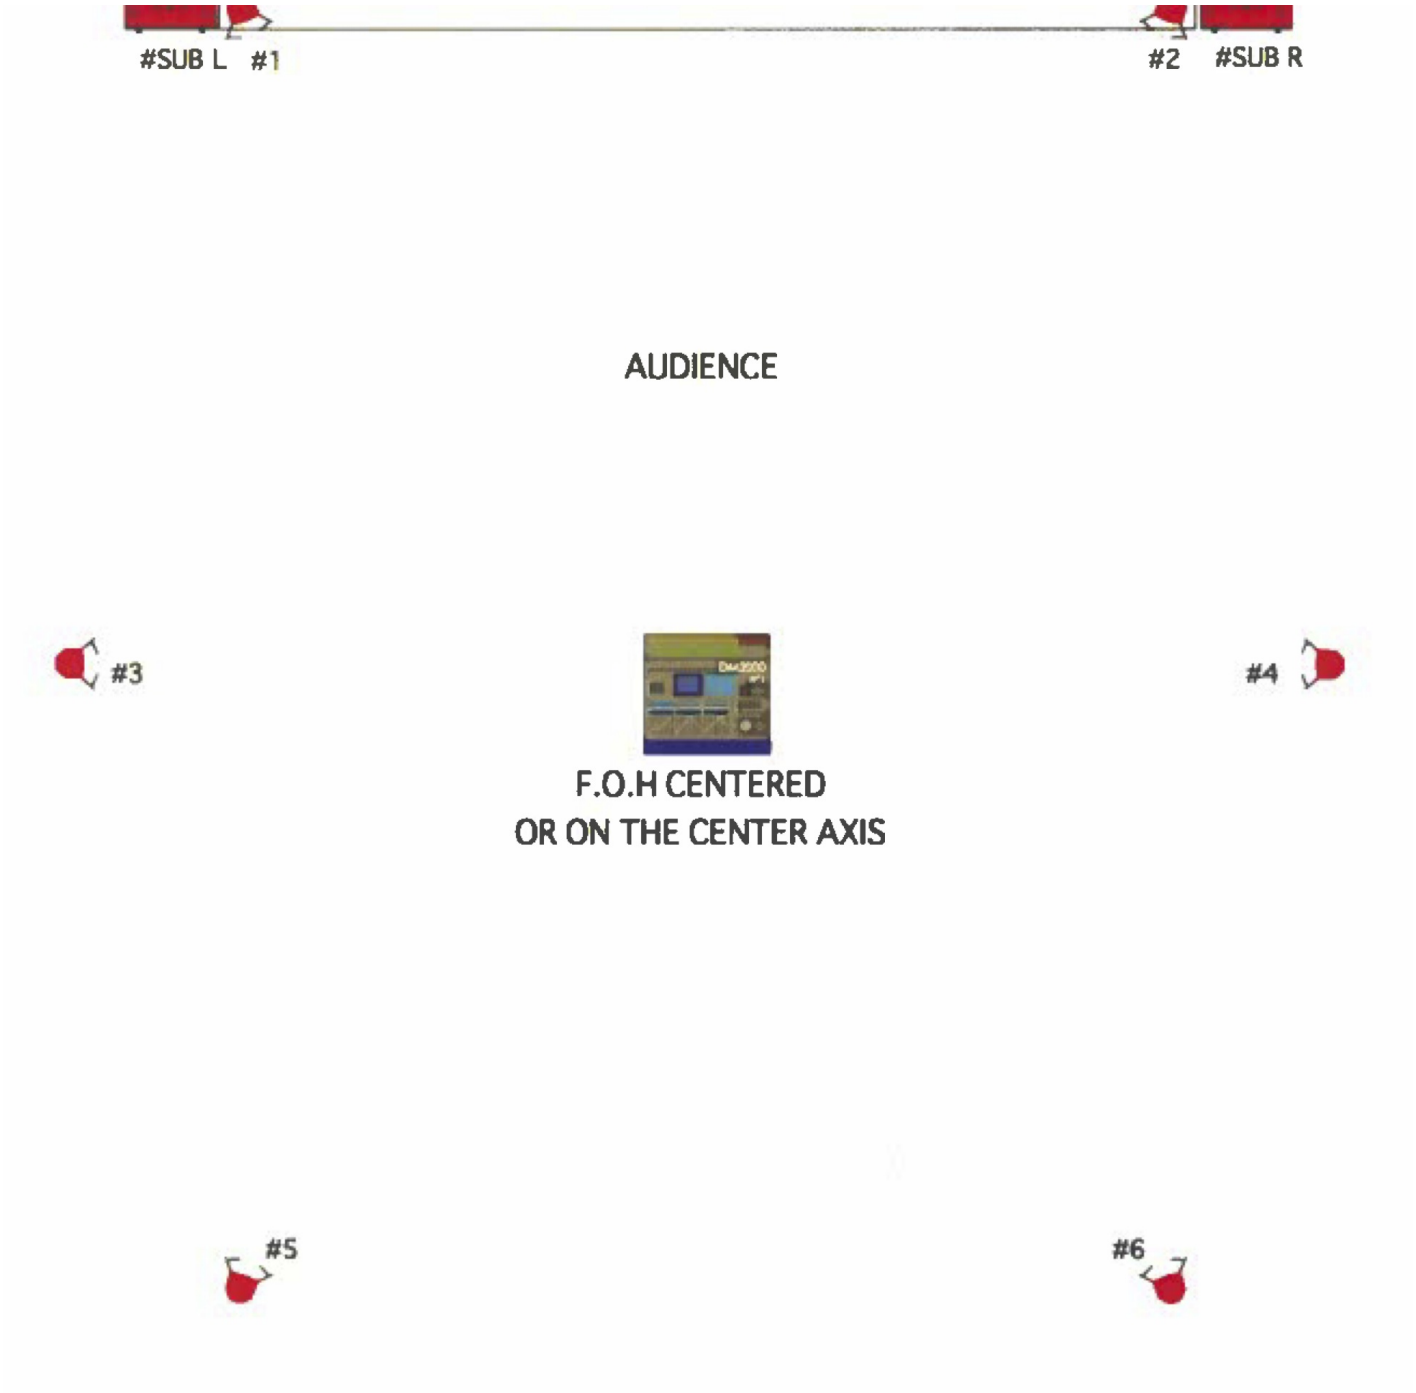 #SUB L #1 #2 #SUB R
AUDIENCE
#3 #4
F.O.H CENTERED
OR ON THE CENTER AXIS
#5 #6